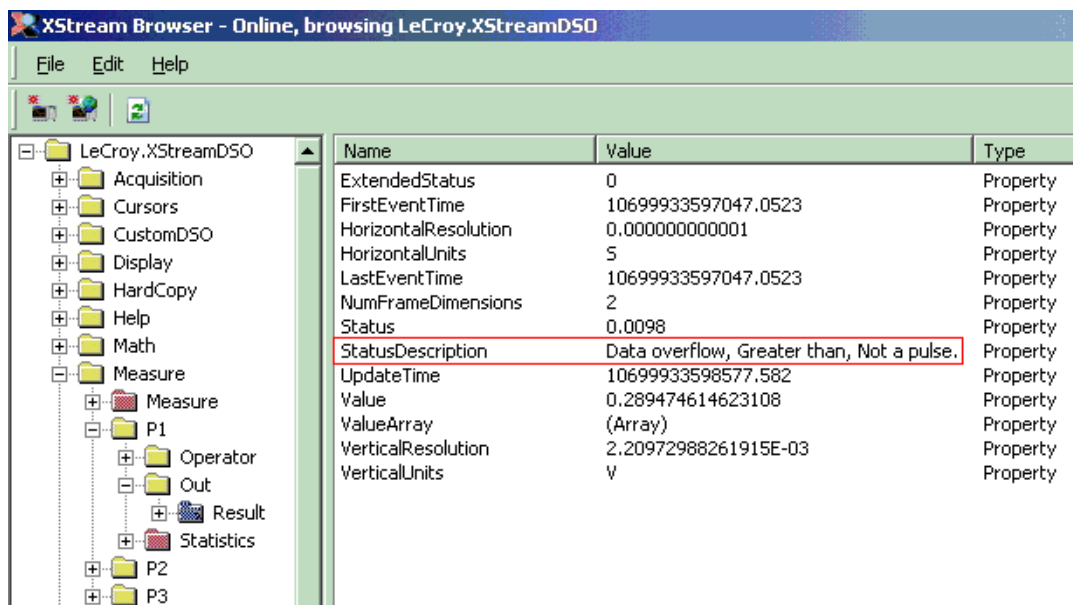 XStream Browser - Online, browsing LeCroy.XStreamDSO
File Edit Help
LeCroy.XStreamDSO
Acquisition
Cursors
CustomDSO
Display
HardCopy
Help
Math
Measure
Measure
P1
Operator
Out
Result
Statistics
P2
P3
Name Value Type
ExtendedStatus 0 Property
FirstEventTime 10699933597047.0523 Property
HorizontalResolution 0.000000000001 Property
HorizontalUnits S Property
LastEventTime 10699933597047.0523 Property
NumFrameDimensions 2 Property
Status 0.0098 Property
StatusDescription Data overflow, Greater than, Not a pulse. Property
UpdateTime 10699933598577.582 Property
Value 0.289474614623108 Property
ValueArray (Array) Property
VerticalResolution 2.20972988261915E-03 Property
VerticalUnits V Property